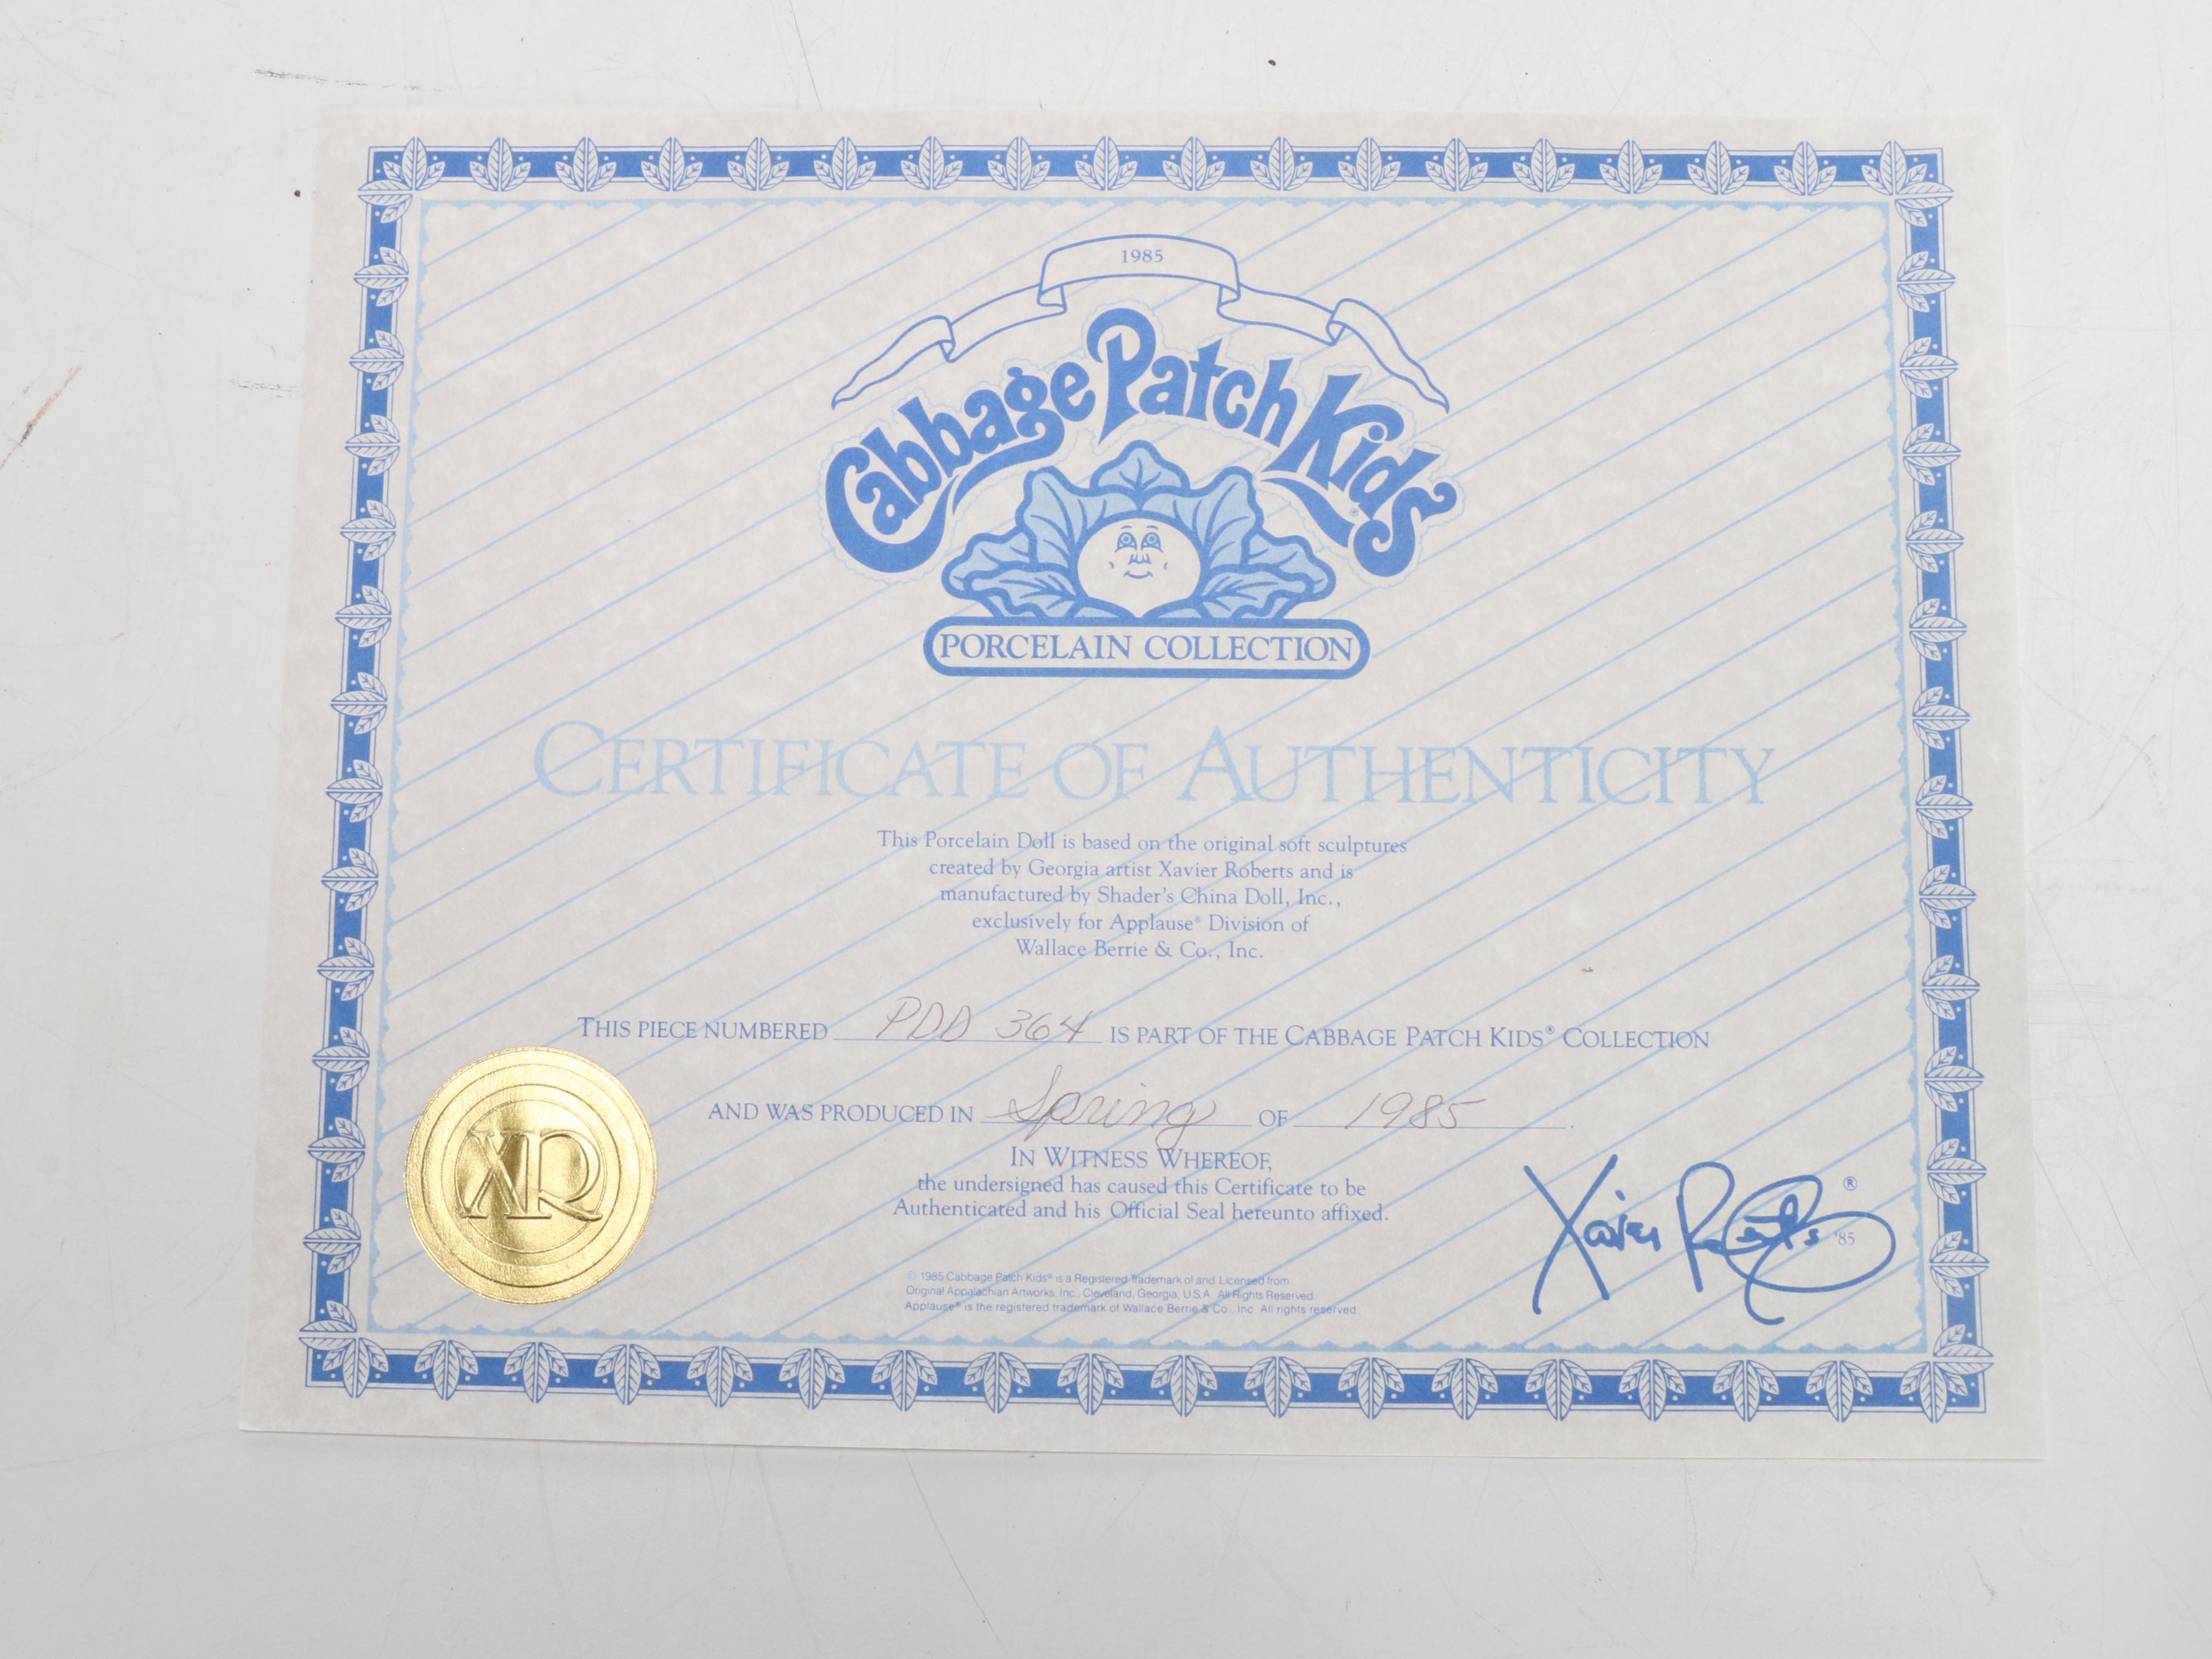 1985
Cabbage Patch Kids®
PORCELAIN COLLECTION
CERTIFICATE OF AUTHENTICITY
This Porcelain Doll is based on the original soft sculptures
created by Georgia artist Xavier Roberts and is
manufactured by Shader's China Doll, Inc.,
exclusively for Applause® Division of
Wallace Berrie & Co., Inc.
THIS PIECE NUMBERED PDD 364 IS PART OF THE CABBAGE PATCH KIDS® COLLECTION
AND WAS PRODUCED IN Spring OF 1985.
IN WITNESS WHEREOF,
the undersigned has caused this Certificate to be
Authenticated and his Official Seal hereunto affixed.
XR
Xavier Roberts ® '85
© 1985 Cabbage Patch Kids® is a Registered Trademark of and Licensed from
Original Appalachian Artworks, Inc., Cleveland, Georgia, U.S.A. All Rights Reserved.
Applause® is the registered trademark of Wallace Berrie & Co., Inc. All rights reserved.